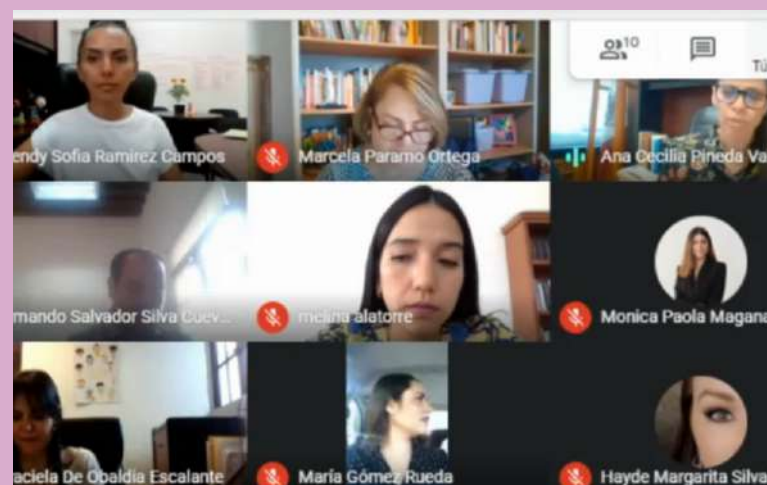 10
Tú
endy Sofia Ramirez Campos
Marcela Paramo Ortega
Ana Cecilia Pineda Va
mando Salvador Silva Cuev...
melina alatorre
Monica Paola Magana
aciela De Obaldia Escalante
María Gómez Rueda
Hayde Margarita Silva